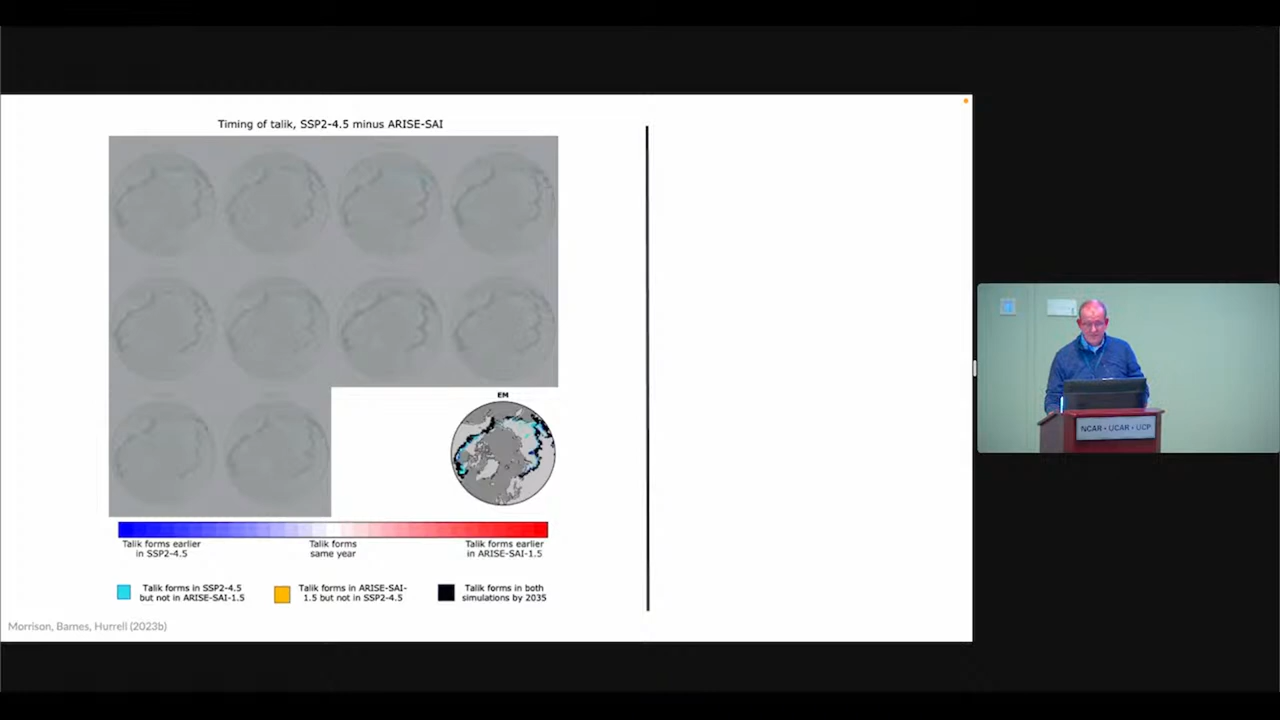 Timing of talik, SSP2-4.5 minus ARISE-SAI
EM
Talik forms earlier
in SSP2-4.5
Talik forms
same year
Talik forms earlier
in ARISE-SAI-1.5
Talik forms in SSP2-4.5
but not in ARISE-SAI-1.5
Talik forms in ARISE-SAI-
1.5 but not in SSP2-4.5
Talik forms in both
simulations by 2035
Morrison, Barnes, Hurrell (2023b)
NCAR • UCAR • UCP